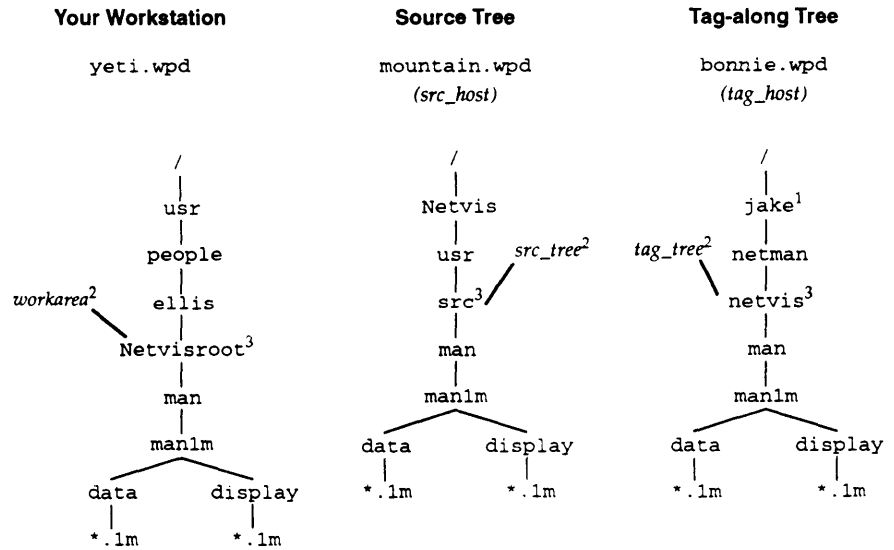 Your Workstation Source Tree Tag-along Tree
yeti.wpd mountain.wpd bonnie.wpd
(src_host) (tag_host)
/ / /
usr Netvis jake1
people usr src_tree2 tag_tree2 netman
workarea2 ellis src3 netvis3
Netvisroot3 man man
man man1m man1m
man1m data display data display
data display *.1m *.1m *.1m *.1m
*.1m *.1m